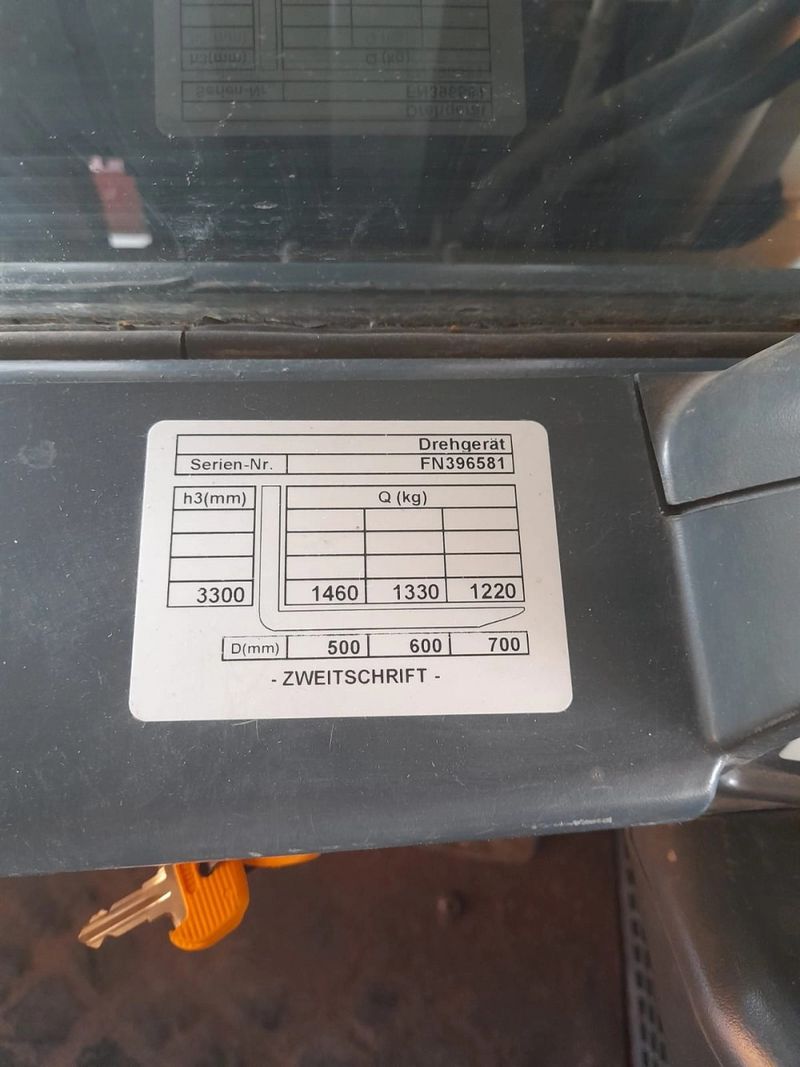 Drehgerät
Serien-Nr. FN396581
h3(mm) Q (kg)
3300 1460 1330 1220
D(mm) 500 600 700
- ZWEITSCHRIFT -